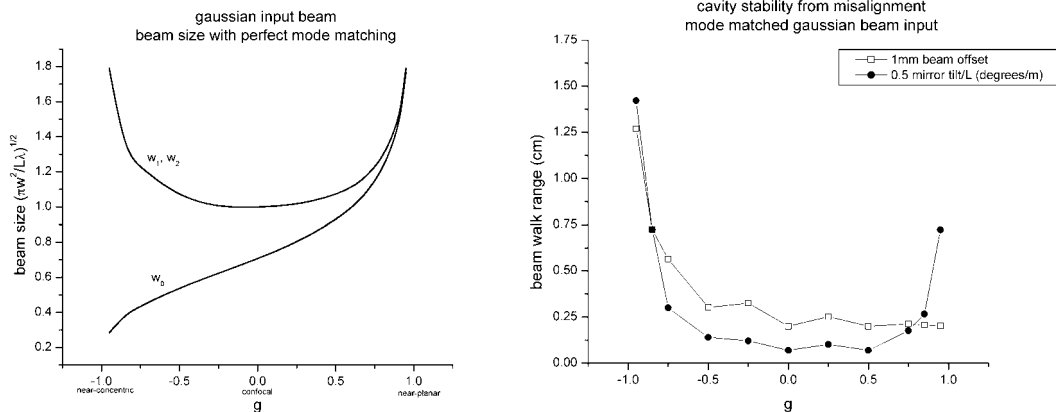 gaussian input beam
beam size with perfect mode matching
1.8
1.6
1.4
1.2
1.0
0.8
0.6
0.4
0.2
beam size (πw²/Lλ)^1/2
w₁, w₂
w₀
-1.0
-0.5
0.0
0.5
1.0
near-concentric
confocal
near-planar
g
cavity stability from misalignment
mode matched gaussian beam input
1mm beam offset
0.5 mirror tilt/L (degrees/m)
1.50
1.25
0.75
0.50
0.25
0.00
beam walk range (cm)
-1.0
-0.5
0.0
0.5
1.0
g